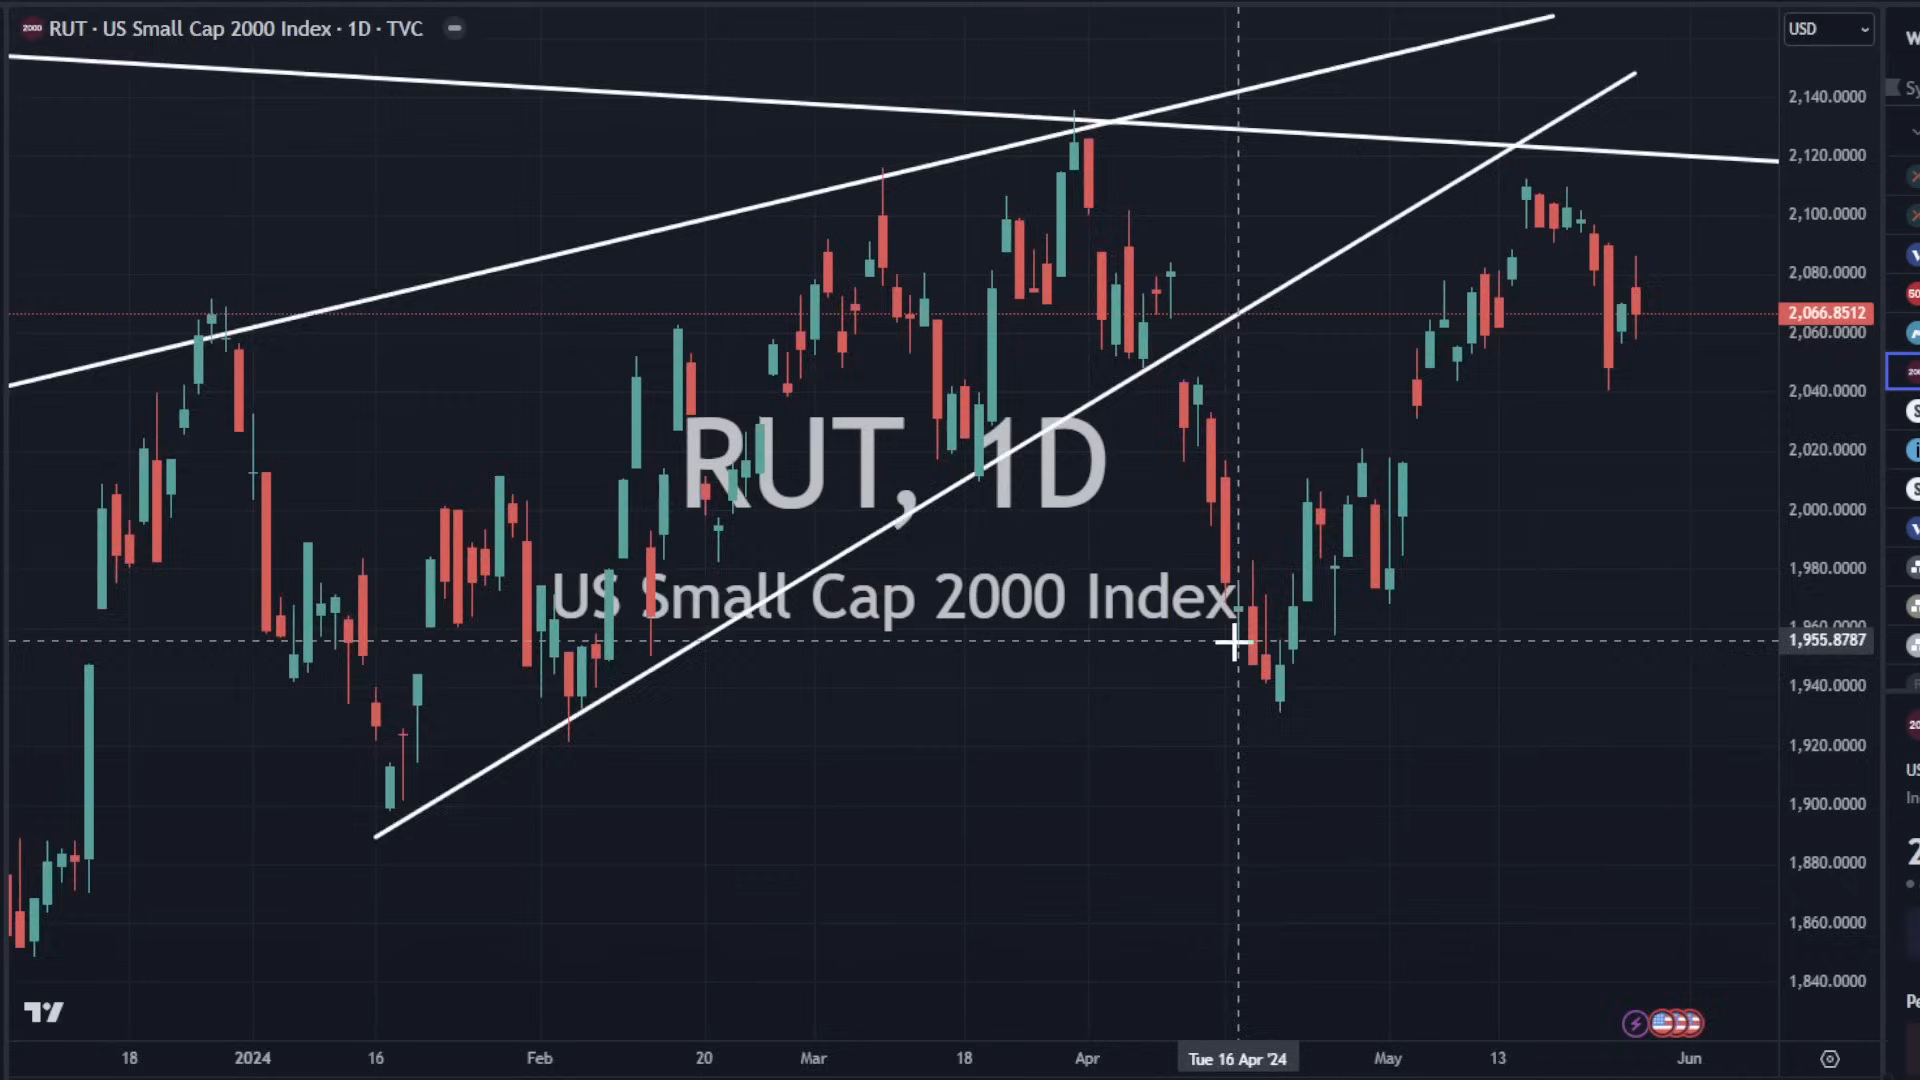 2000 RUT · US Small Cap 2000 Index · 1D · TVC
USD
2,140.0000
2,120.0000
2,100.0000
2,080.0000
2,066.8512
2,060.0000
2,040.0000
2,020.0000
2,000.0000
1,980.0000
1,960.0000
1,955.8787
1,940.0000
1,920.0000
1,900.0000
1,880.0000
1,860.0000
1,840.0000
RUT, 1D
US Small Cap 2000 Index
18
2024
16
Feb
20
Mar
18
Apr
Tue 16 Apr '24
May
13
Jun